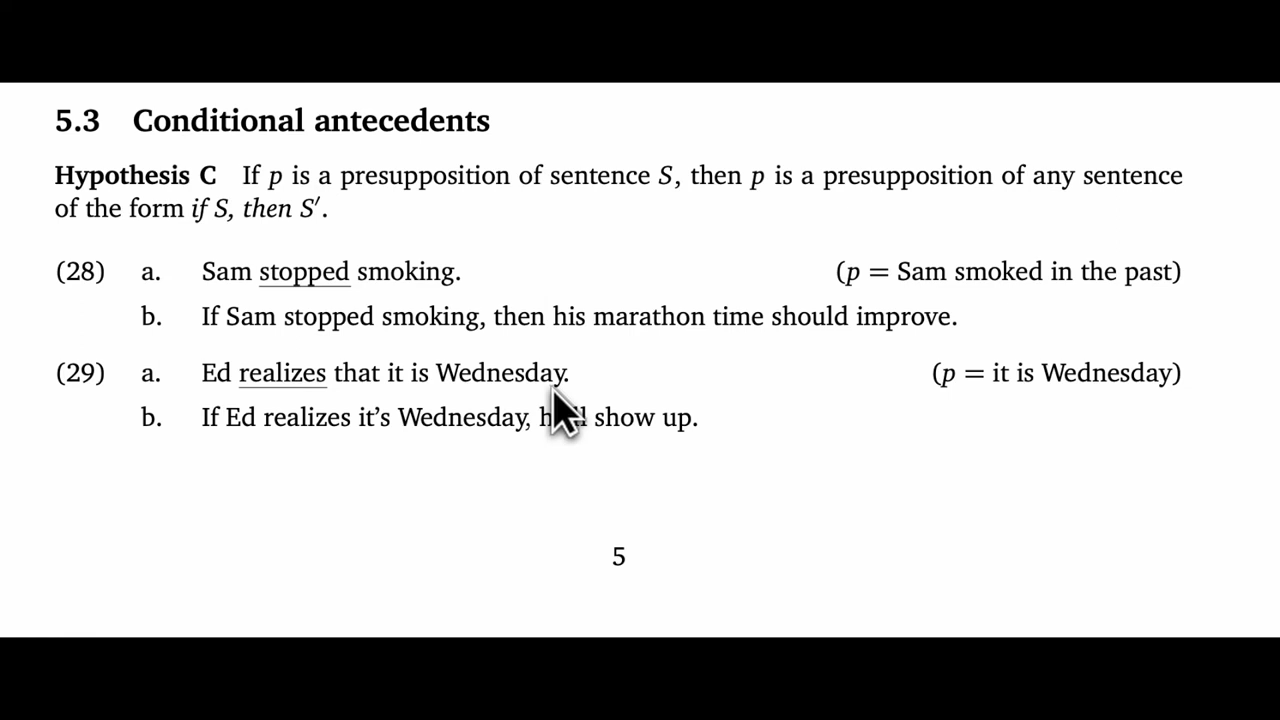 5.3 Conditional antecedents
Hypothesis C If p is a presupposition of sentence S, then p is a presupposition of any sentence
of the form if S, then S′.
(28) a. Sam stopped smoking. (p = Sam smoked in the past)
b. If Sam stopped smoking, then his marathon time should improve.
(29) a. Ed realizes that it is Wednesday. (p = it is Wednesday)
b. If Ed realizes it's Wednesday, show up.
5